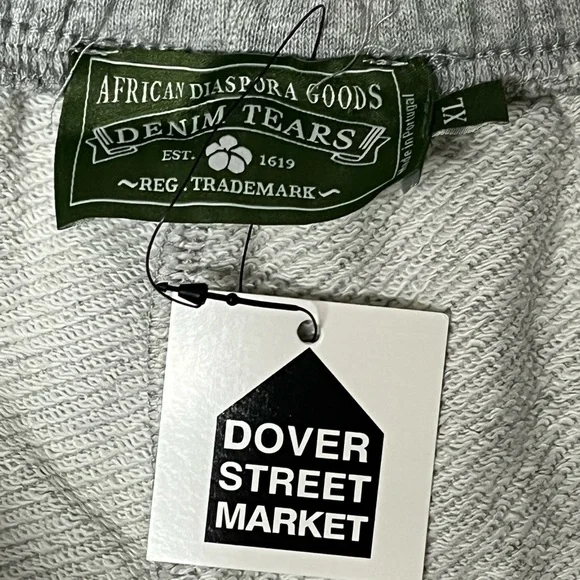 AFRICAN DIASPORA GOODS
DENIM TEARS
EST. 1619
~REG. TRADEMARK~
Made in Portugal
XL
DOVER
STREET
MARKET